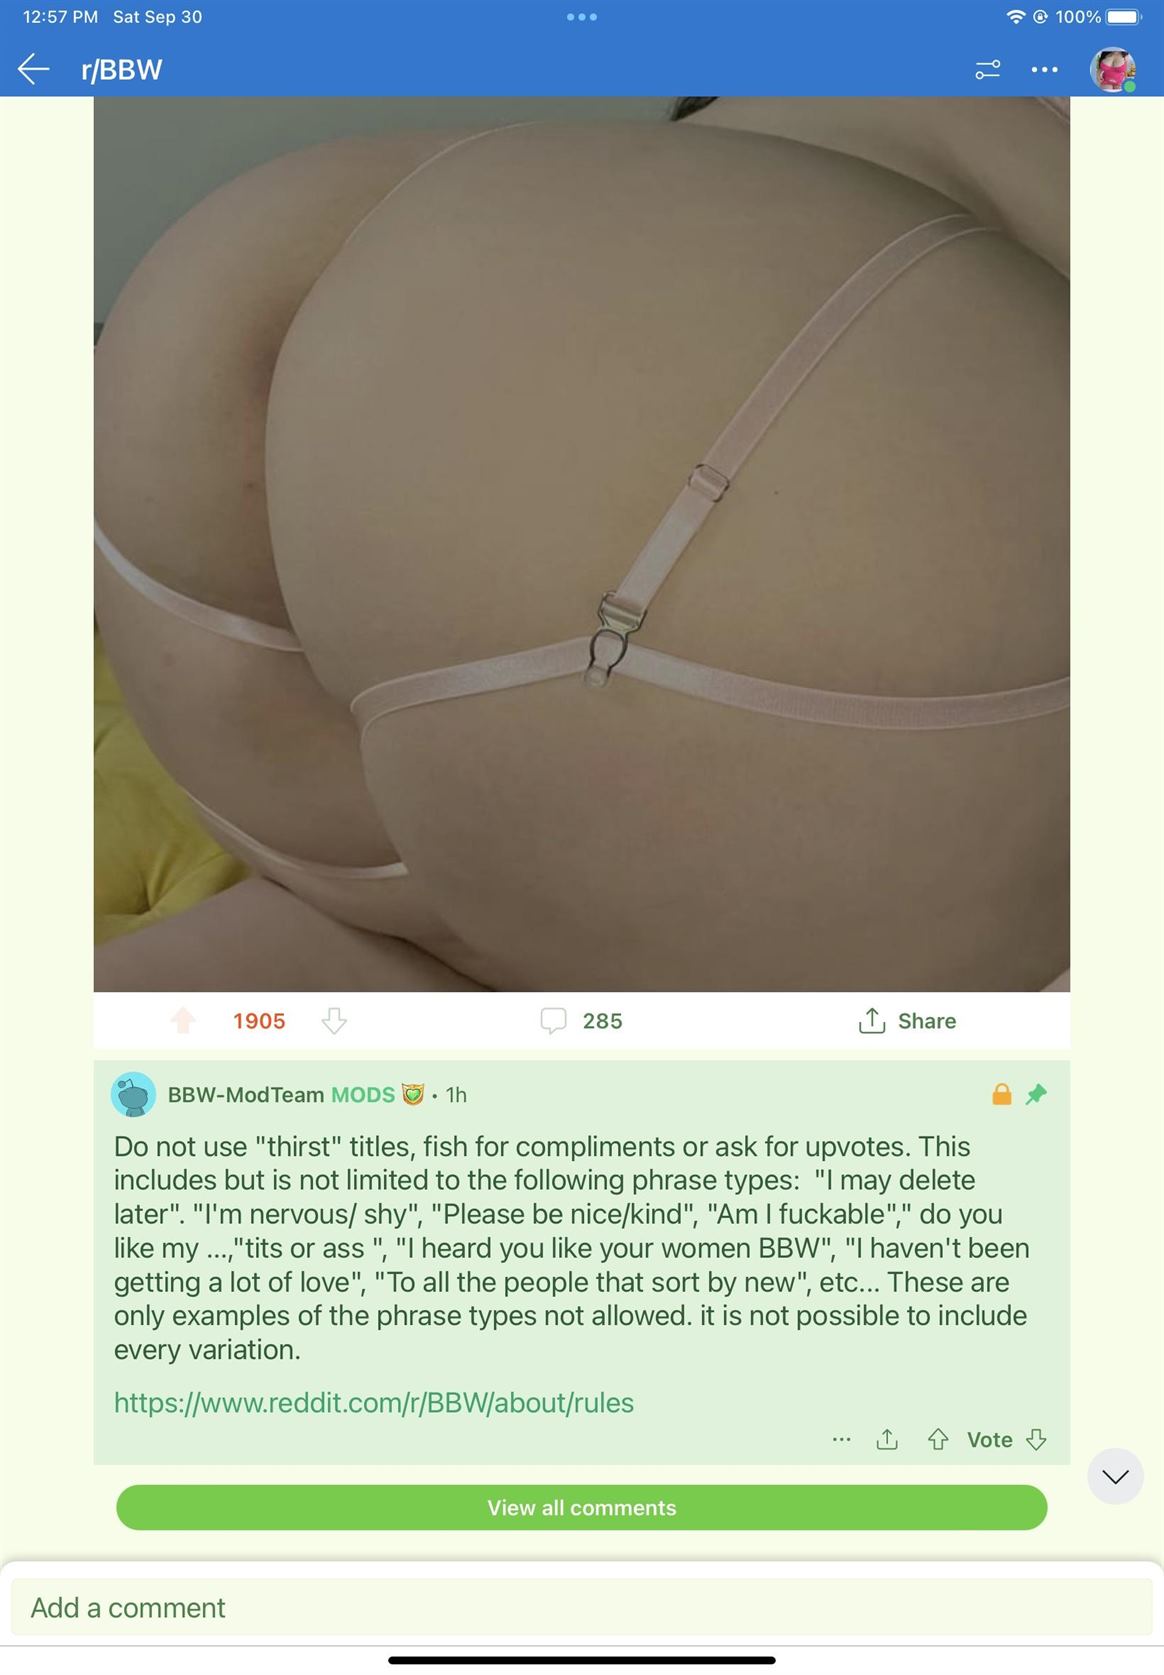 12:57 PM Sat Sep 30
100%
r/BBW
1905
285
Share
BBW-ModTeam MODS • 1h
Do not use "thirst" titles, fish for compliments or ask for upvotes. This
includes but is not limited to the following phrase types:  "I may delete
later". "I'm nervous/ shy", "Please be nice/kind", "Am I fuckable"," do you
like my ...,"tits or ass ", "I heard you like your women BBW", "I haven't been
getting a lot of love", "To all the people that sort by new", etc... These are
only examples of the phrase types not allowed. it is not possible to include
every variation.
https://www.reddit.com/r/BBW/about/rules
Vote
View all comments
Add a comment